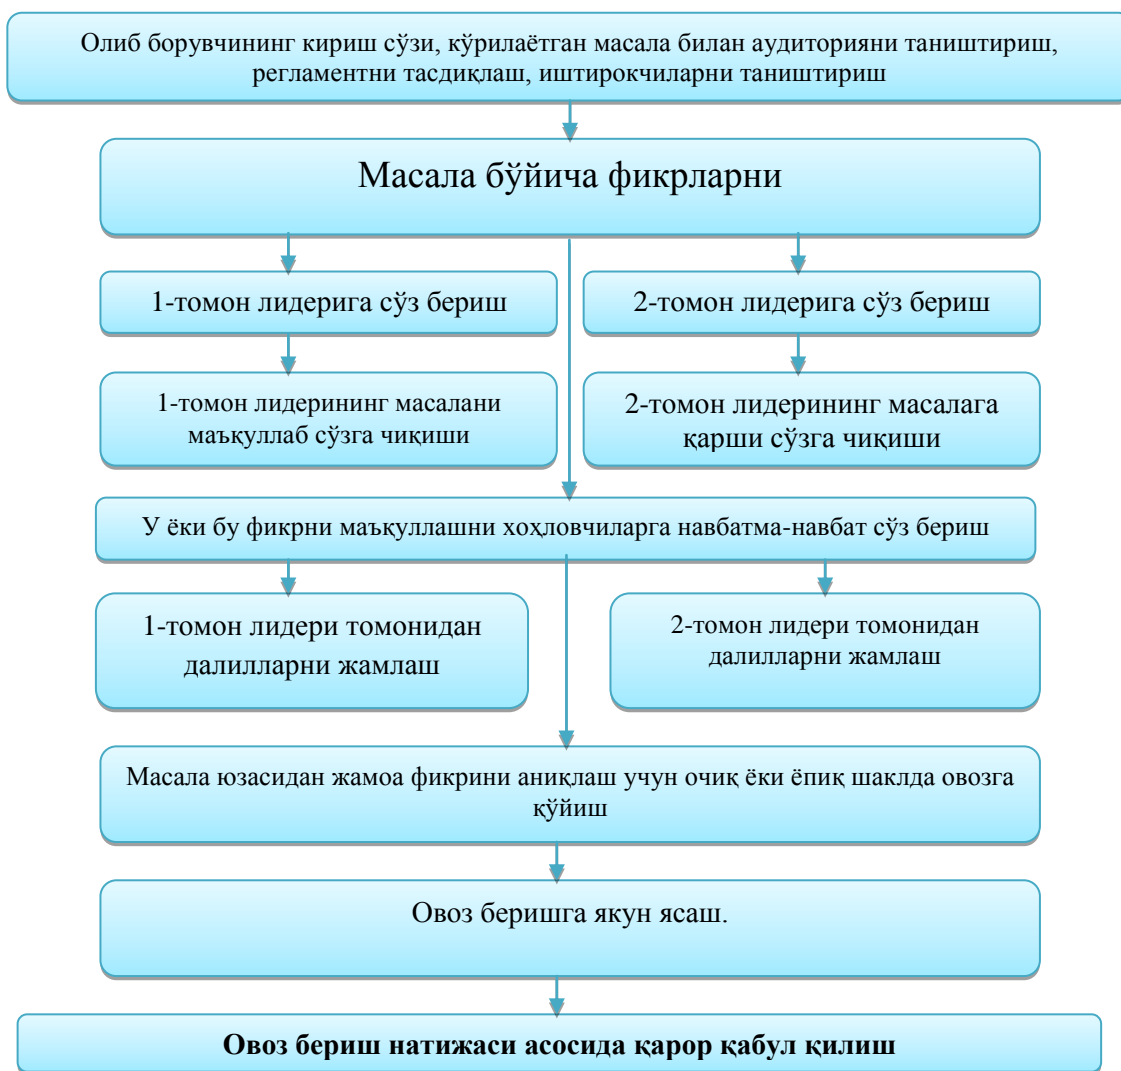 Олиб борувчининг кириш сўзи, кўрилаётган масала билан аудиторияни таништириш,
регламентни тасдиқлаш, иштирокчиларни таништириш
Масала бўйича фикрларни
1-томон лидерига сўз бериш
2-томон лидерига сўз бериш
1-томон лидерининг масалани
маъқуллаб сўзга чиқиши
2-томон лидерининг масалага
қарши сўзга чиқиши
У ёки бу фикрни маъқуллашни хоҳловчиларга навбатма-навбат сўз бериш
1-томон лидери томонидан
далилларни жамлаш
2-томон лидери томонидан
далилларни жамлаш
Масала юзасидан жамоа фикрини аниқлаш учун очиқ ёки ёпиқ шаклда овозга
қўйиш
Овоз беришга якун ясаш.
Овоз бериш натижаси асосида қарор қабул қилиш